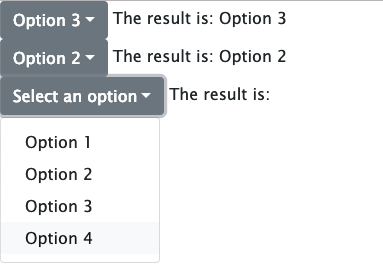 Option 3 The result is: Option 3
Option 2 The result is: Option 2
Select an option The result is:
Option 1
Option 2
Option 3
Option 4